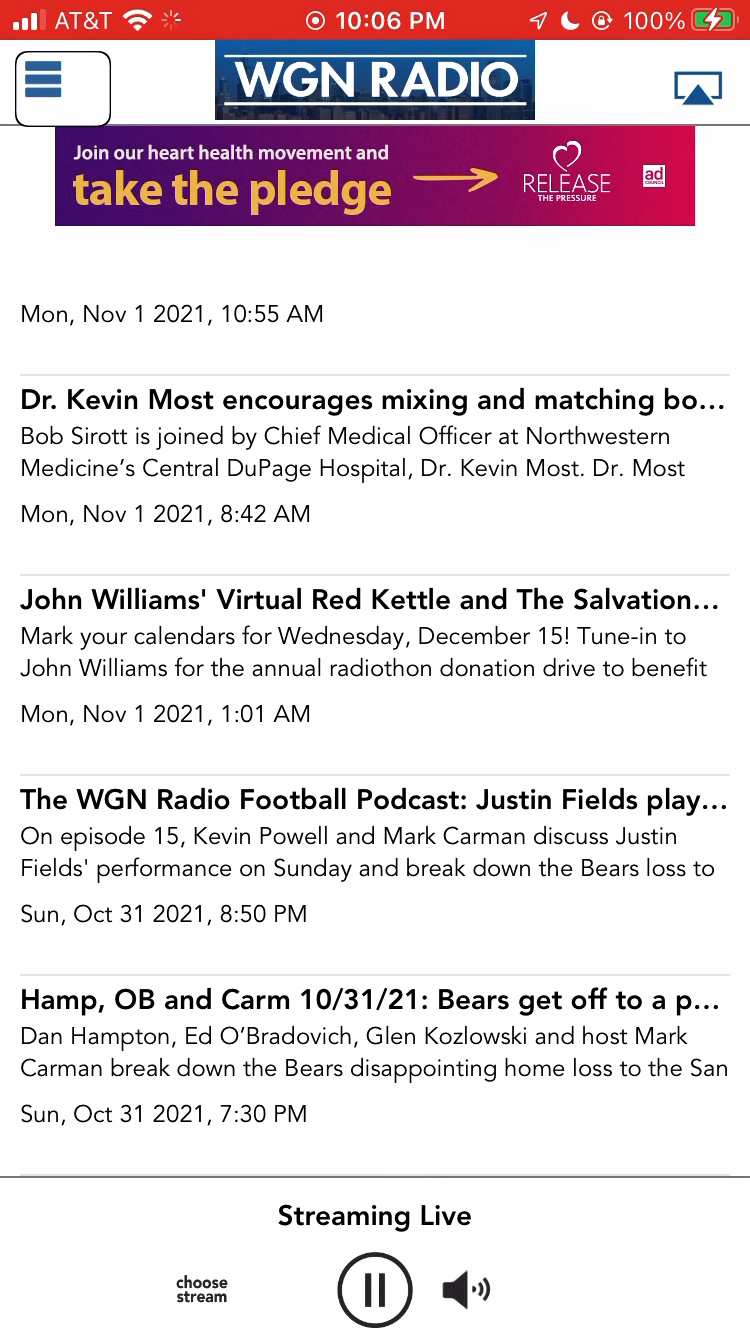 AT&T 10:06 PM 100%
WGN RADIO
Join our heart health movement and
take the pledge
RELEASE
THE PRESSURE
ad
COUNCIL
Mon, Nov 1 2021, 10:55 AM
Dr. Kevin Most encourages mixing and matching bo...
Bob Sirott is joined by Chief Medical Officer at Northwestern
Medicine’s Central DuPage Hospital, Dr. Kevin Most. Dr. Most
Mon, Nov 1 2021, 8:42 AM
John Williams' Virtual Red Kettle and The Salvation...
Mark your calendars for Wednesday, December 15! Tune-in to
John Williams for the annual radiothon donation drive to benefit
Mon, Nov 1 2021, 1:01 AM
The WGN Radio Football Podcast: Justin Fields play...
On episode 15, Kevin Powell and Mark Carman discuss Justin
Fields' performance on Sunday and break down the Bears loss to
Sun, Oct 31 2021, 8:50 PM
Hamp, OB and Carm 10/31/21: Bears get off to a p...
Dan Hampton, Ed O’Bradovich, Glen Kozlowski and host Mark
Carman break down the Bears disappointing home loss to the San
Sun, Oct 31 2021, 7:30 PM
Streaming Live
choose
stream